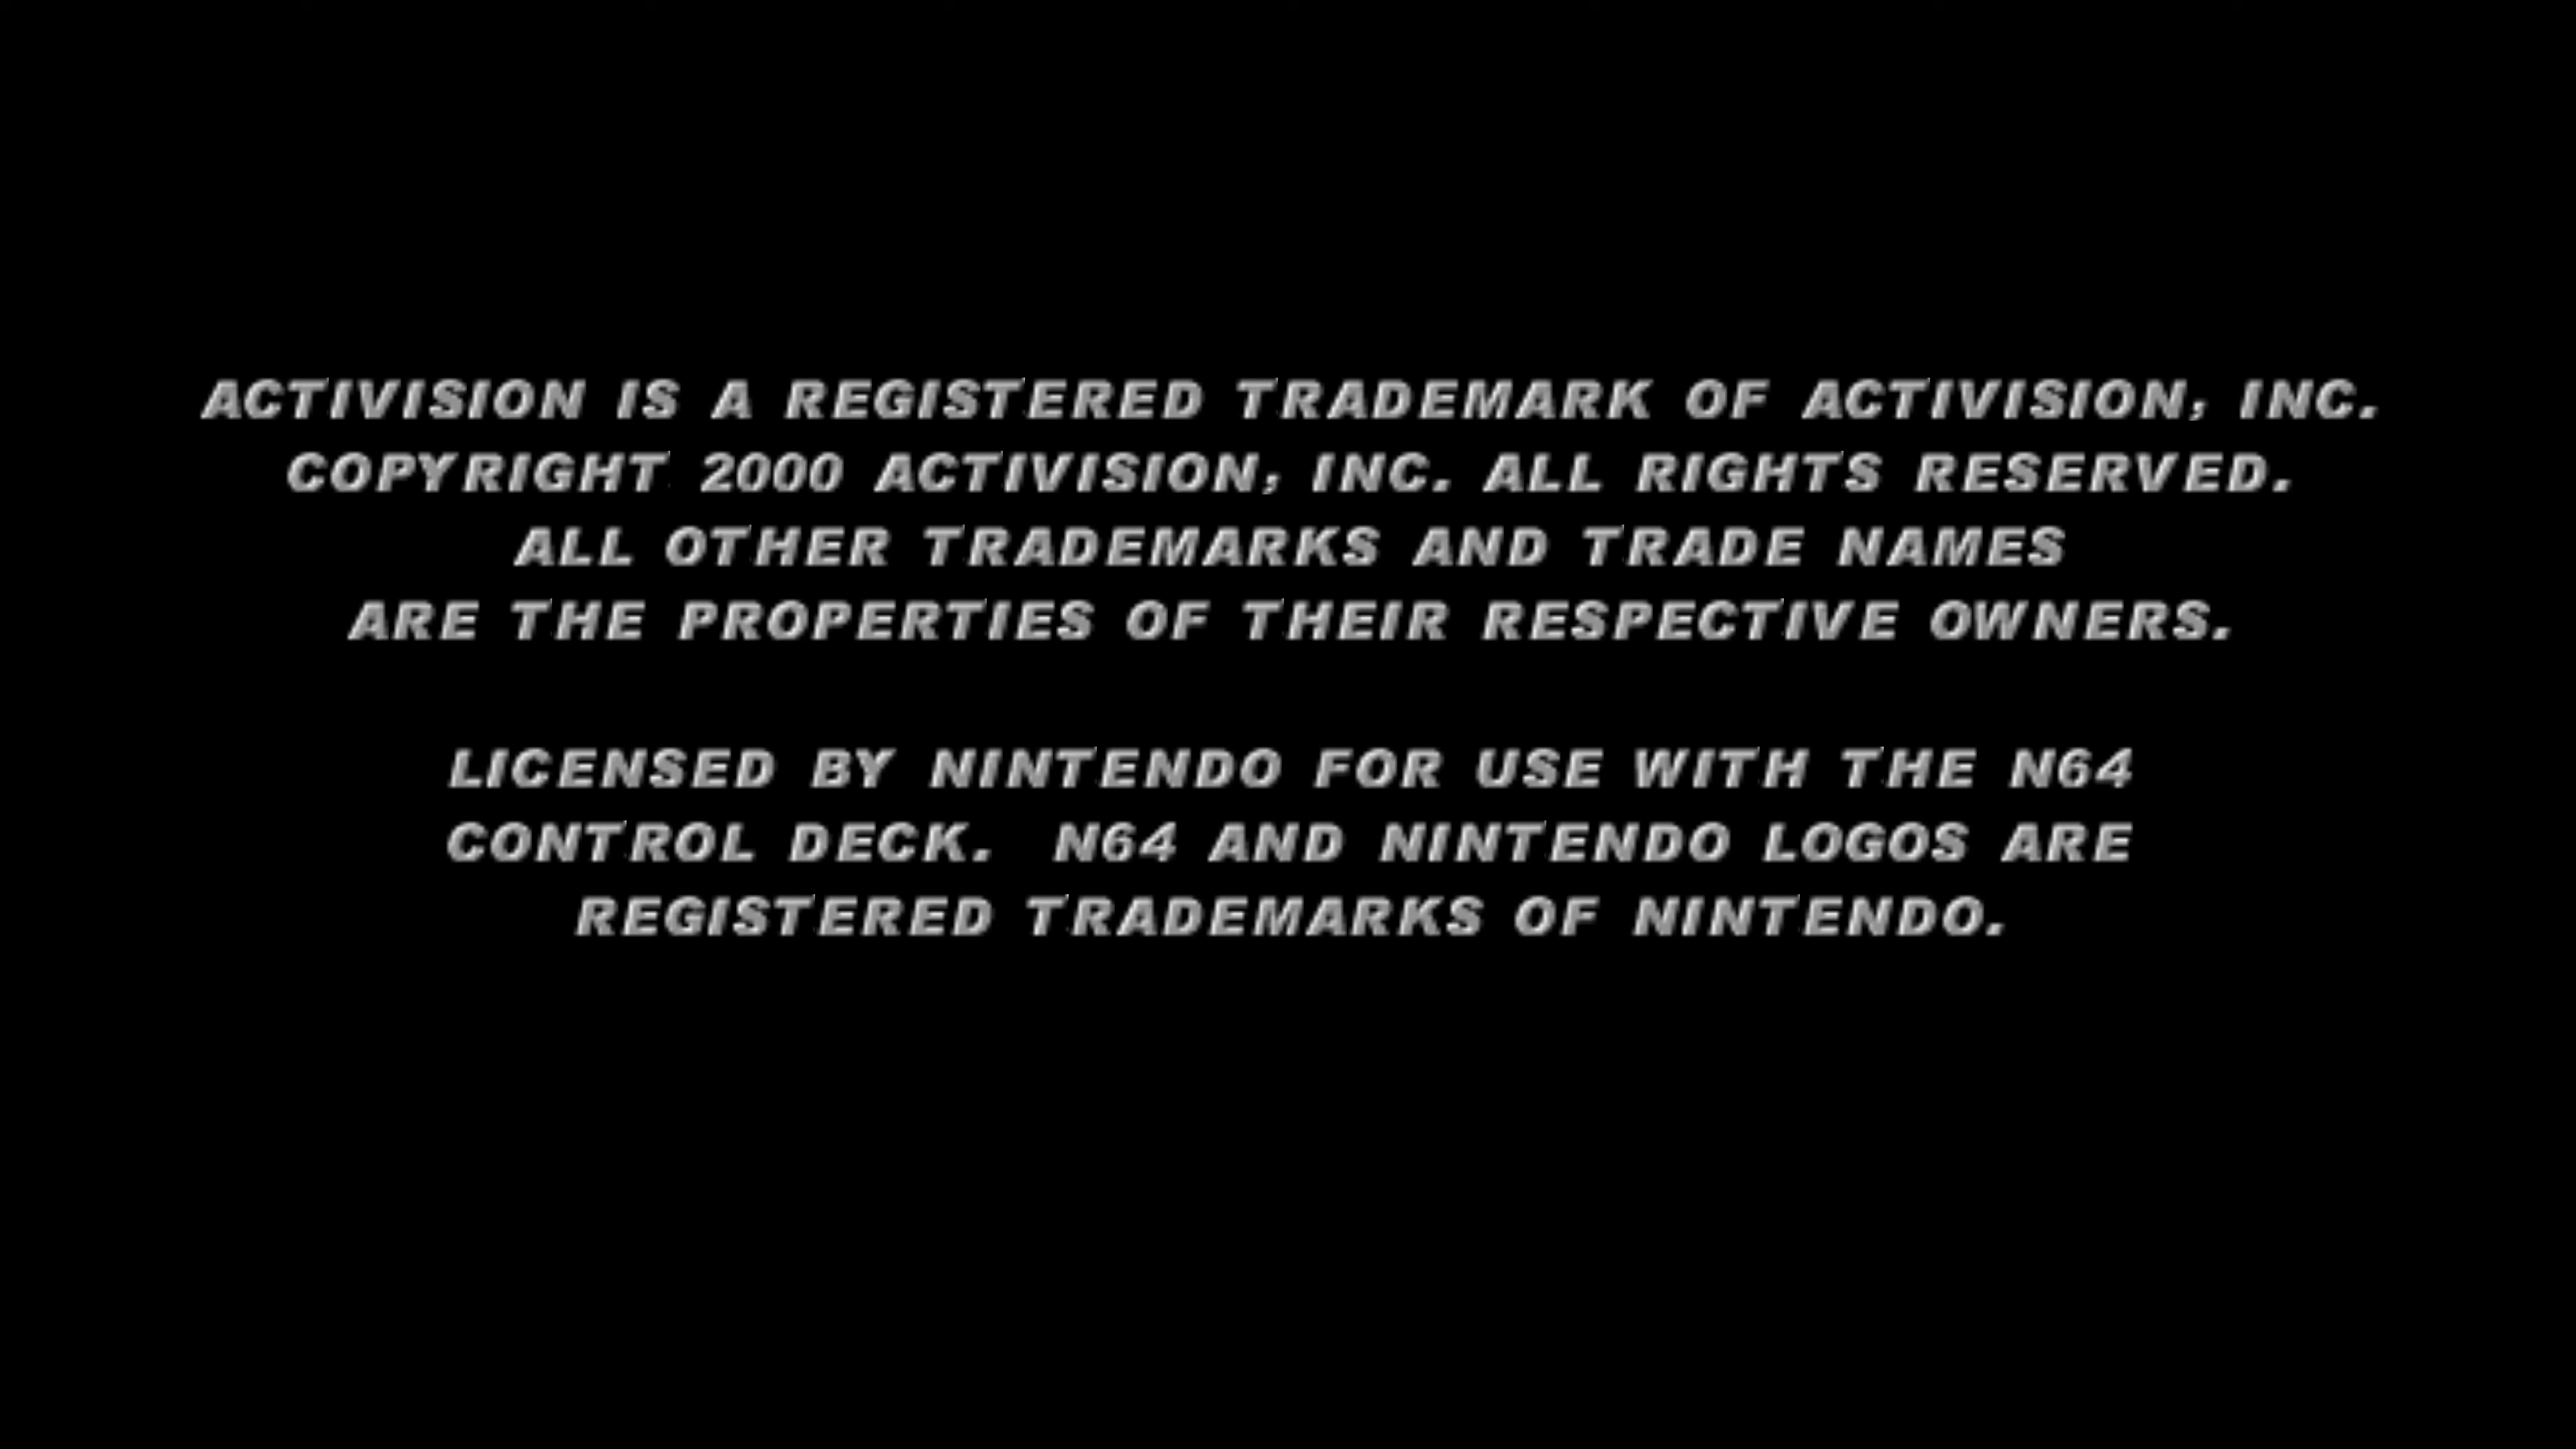 ACTIVISION IS A REGISTERED TRADEMARK OF ACTIVISION, INC.
COPYRIGHT 2000 ACTIVISION, INC. ALL RIGHTS RESERVED.
ALL OTHER TRADEMARKS AND TRADE NAMES
ARE THE PROPERTIES OF THEIR RESPECTIVE OWNERS.
LICENSED BY NINTENDO FOR USE WITH THE N64
CONTROL DECK. N64 AND NINTENDO LOGOS ARE
REGISTERED TRADEMARKS OF NINTENDO.